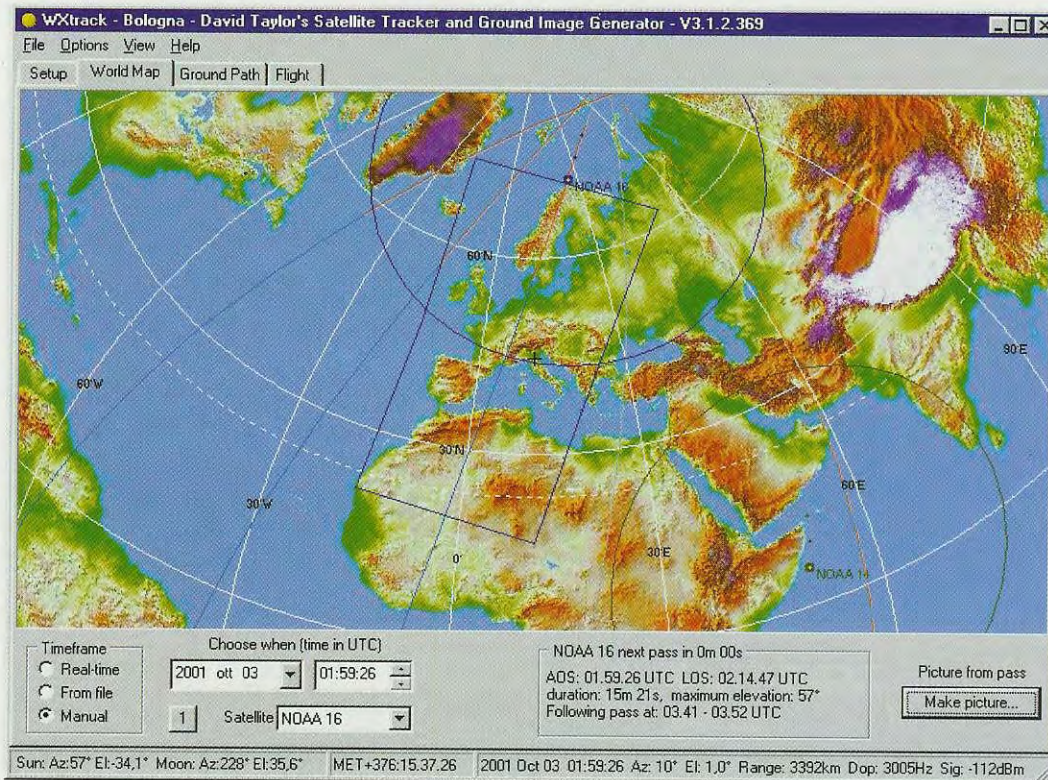 WXtrack - Bologna - David Taylor's Satellite Tracker and Ground Image Generator - V3.1.2.369
File Options View Help
Setup World Map Ground Path Flight
NOAA 16
60'N
90'E
60'W
30'N
60'E
30'W
0'
30'E
NOAA 14
Timeframe
Real-time
From file
Manual
Choose when (time in UTC)
2001 ott 03 01:59:26
1 Satellite NOAA 16
NOAA 16 next pass in 0m 00s
AOS: 01.59.26 UTC LOS: 02.14.47 UTC
duration: 15m 21s, maximum elevation: 57°
Following pass at: 03.41 - 03.52 UTC
Picture from pass
Make picture...
Sun: Az:57° El:-34,1° Moon: Az:228° El:35,6° MET+376:15.37.26 2001 Oct 03 01:59:26 Az: 10° El: 1,0° Range: 3392km Dop: 3005Hz Sig: -112dBm